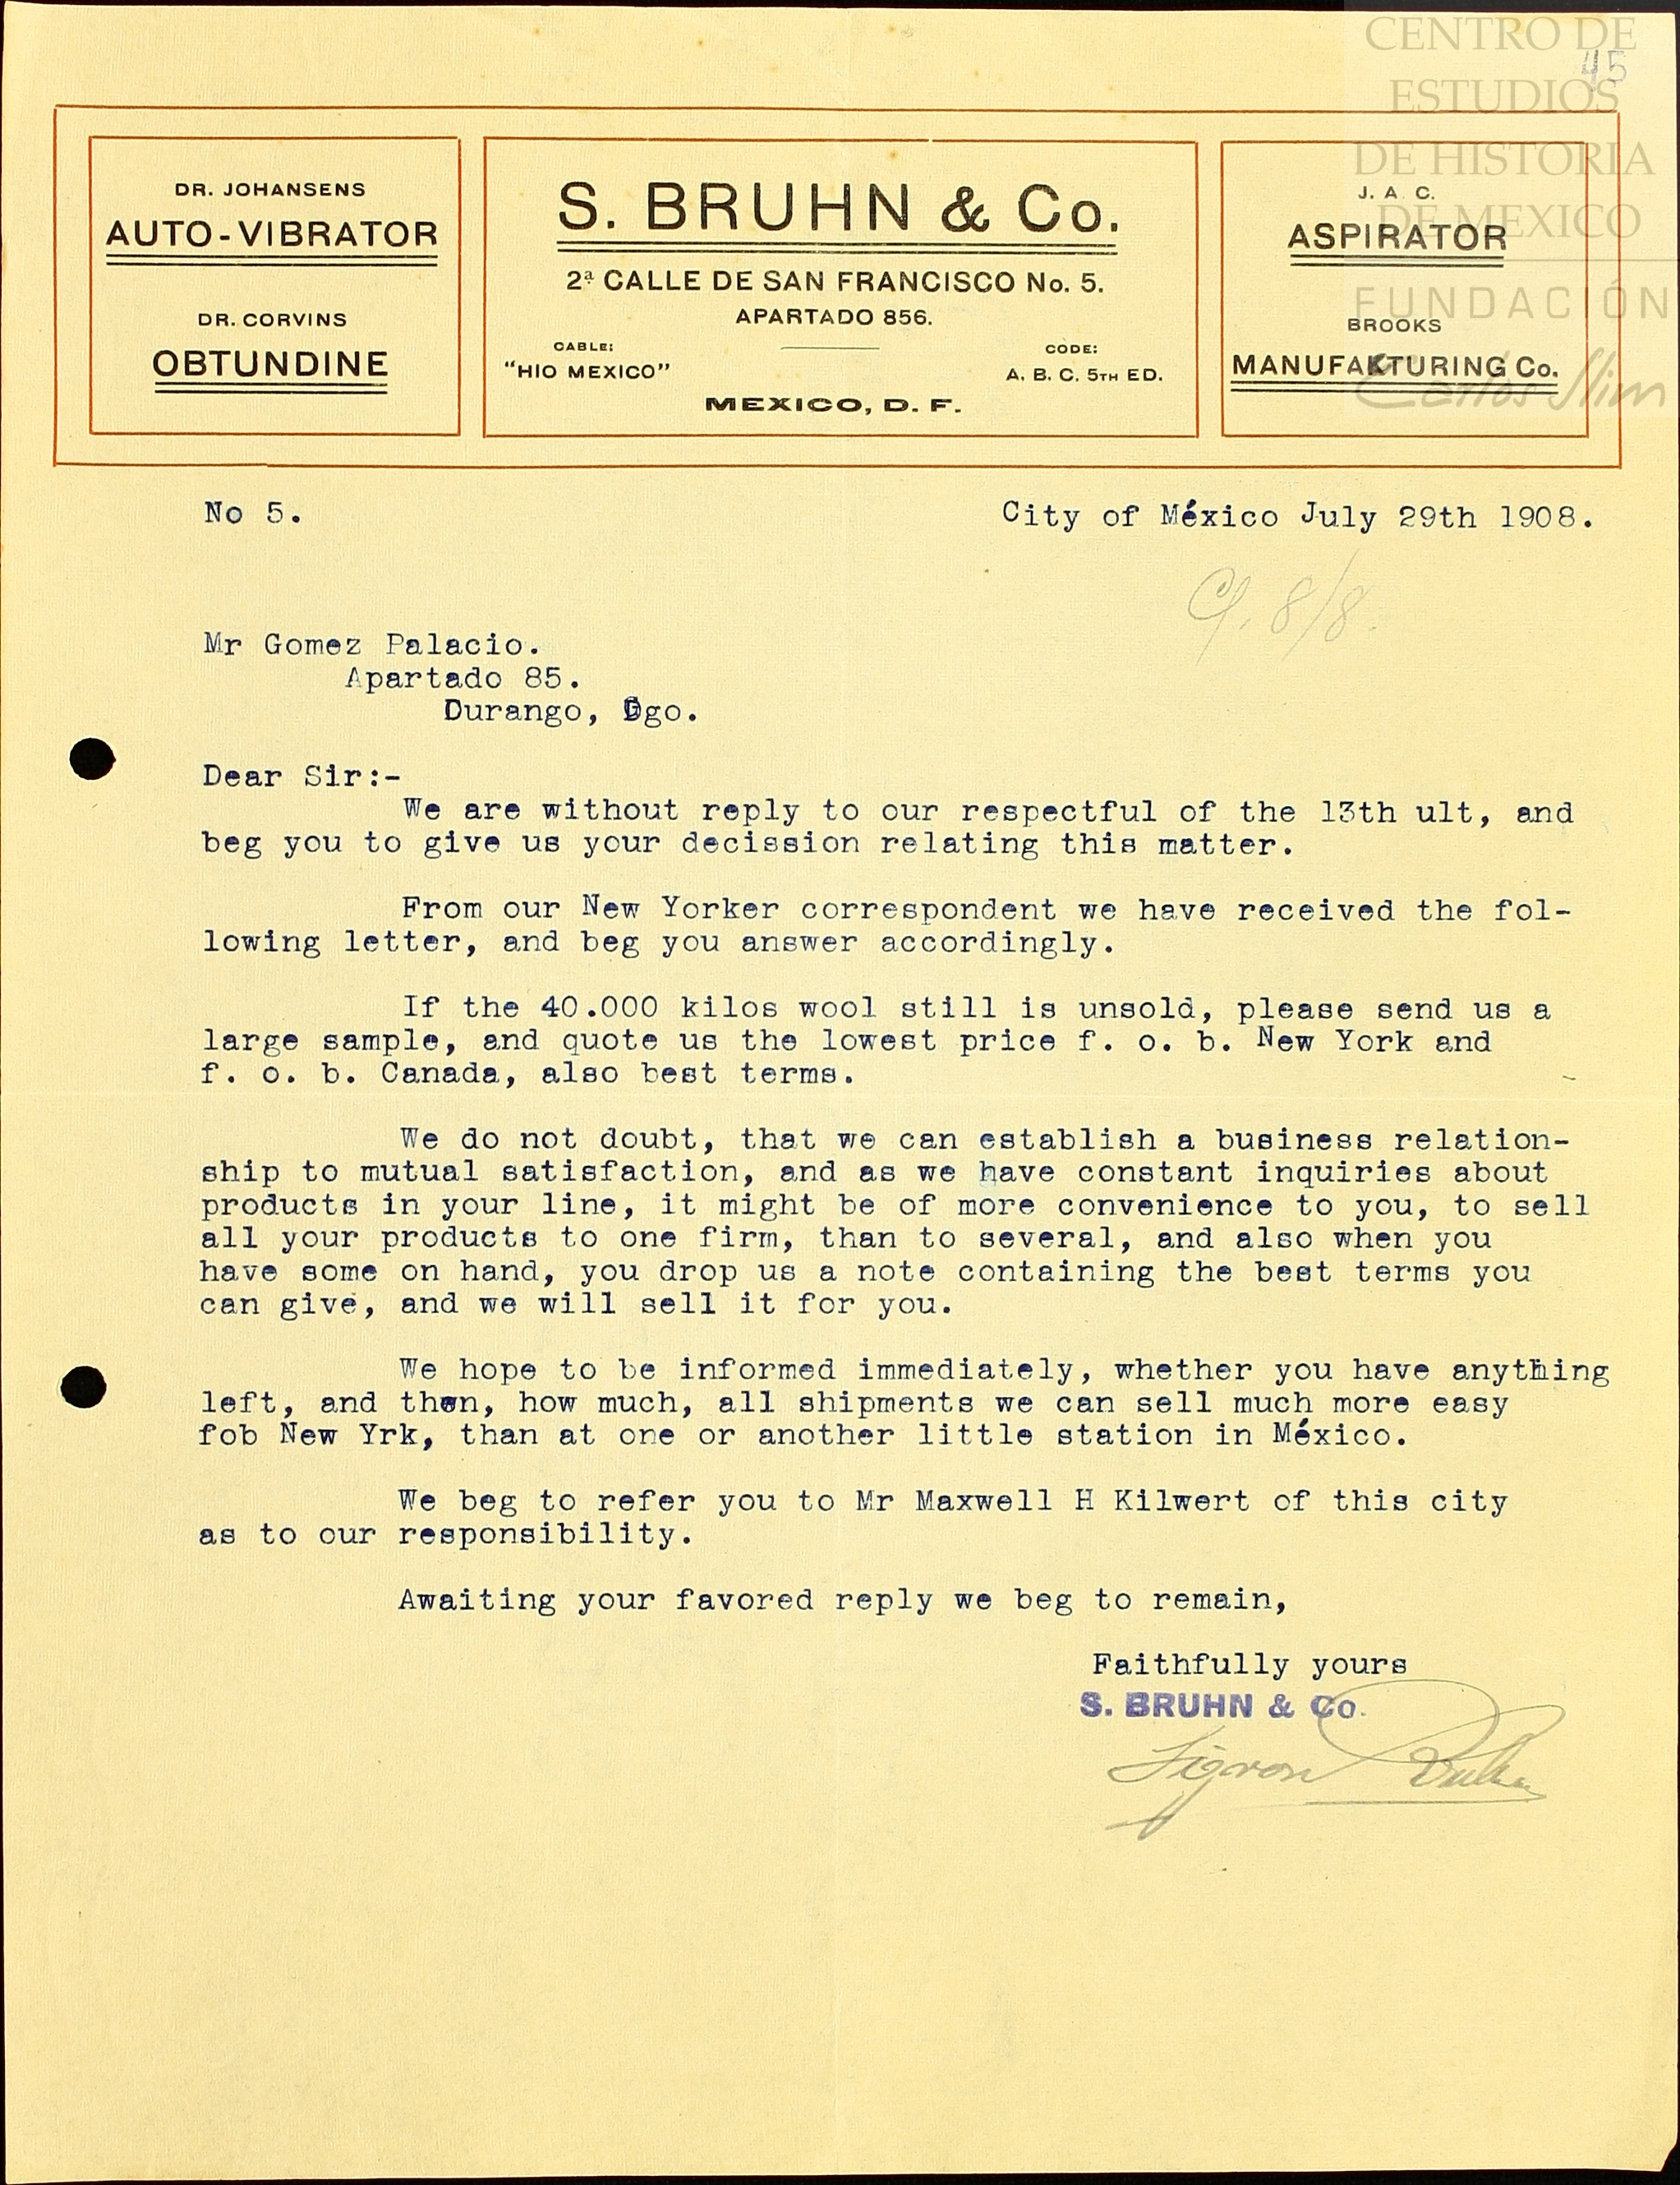 CENTRO DE
45
ESTUDIOS
DE HISTORIA
DE MEXICO
FUNDACIÓN
Carlos Slim
DR. JOHANSENS
AUTO-VIBRATOR
DR. CORVINS
OBTUNDINE
S. BRUHN & Co.
2ª CALLE DE SAN FRANCISCO No. 5.
APARTADO 856.
CABLE:
"HIO MEXICO"
CODE:
A. B. C. 5TH ED.
MEXICO, D. F.
J. A. C.
ASPIRATOR
BROOKS
MANUFAKTURING Co.
No 5.
City of México July 29th 1908.
8/8.
Mr Gomez Palacio.
Apartado 85.
Durango, Dgo.
Dear Sir:-
We are without reply to our respectful of the 13th ult, and
beg you to give us your decission relating this matter.
From our New Yorker correspondent we have received the fol-
lowing letter, and beg you answer accordingly.
If the 40.000 kilos wool still is unsold, please send us a
large sample, and quote us the lowest price f. o. b. New York and
f. o. b. Canada, also best terms.
We do not doubt, that we can establish a business relation-
ship to mutual satisfaction, and as we have constant inquiries about
products in your line, it might be of more convenience to you, to sell
all your products to one firm, than to several, and also when you
have some on hand, you drop us a note containing the best terms you
can give, and we will sell it for you.
We hope to be informed immediately, whether you have anything
left, and then, how much, all shipments we can sell much more easy
fob New Yrk, than at one or another little station in México.
We beg to refer you to Mr Maxwell H Kilwert of this city
as to our responsibility.
Awaiting your favored reply we beg to remain,
Faithfully yours
S. BRUHN & Co.
Bruhn